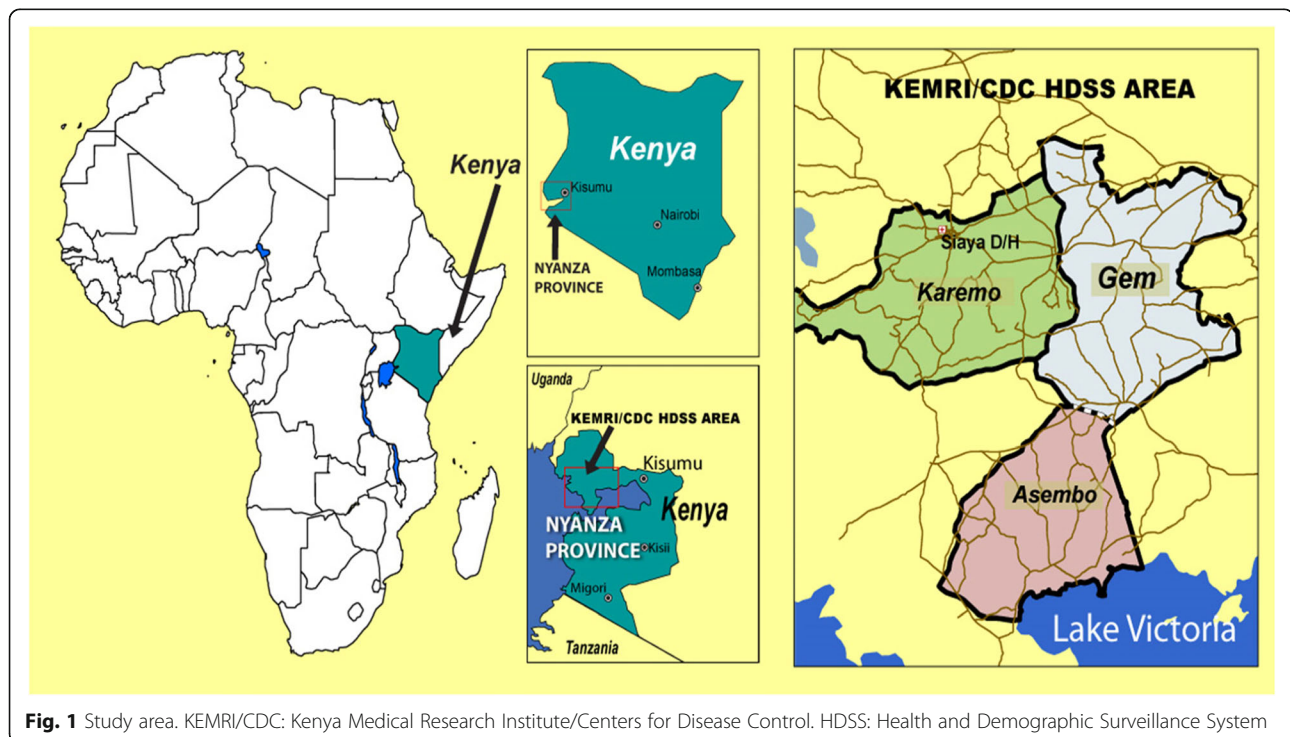 Kenya
Kenya
Kisumu
Nairobi
NYANZA
PROVINCE
Mombasa
Uganda
KEMRI/CDC HDSS AREA
Kisumu
Kenya
NYANZA
PROVINCE
Kisii
Migori
Tanzania
KEMRI/CDC HDSS AREA
Siaya D/H
Karemo
Gem
Asembo
Lake Victoria
Fig. 1 Study area. KEMRI/CDC: Kenya Medical Research Institute/Centers for Disease Control. HDSS: Health and Demographic Surveillance System